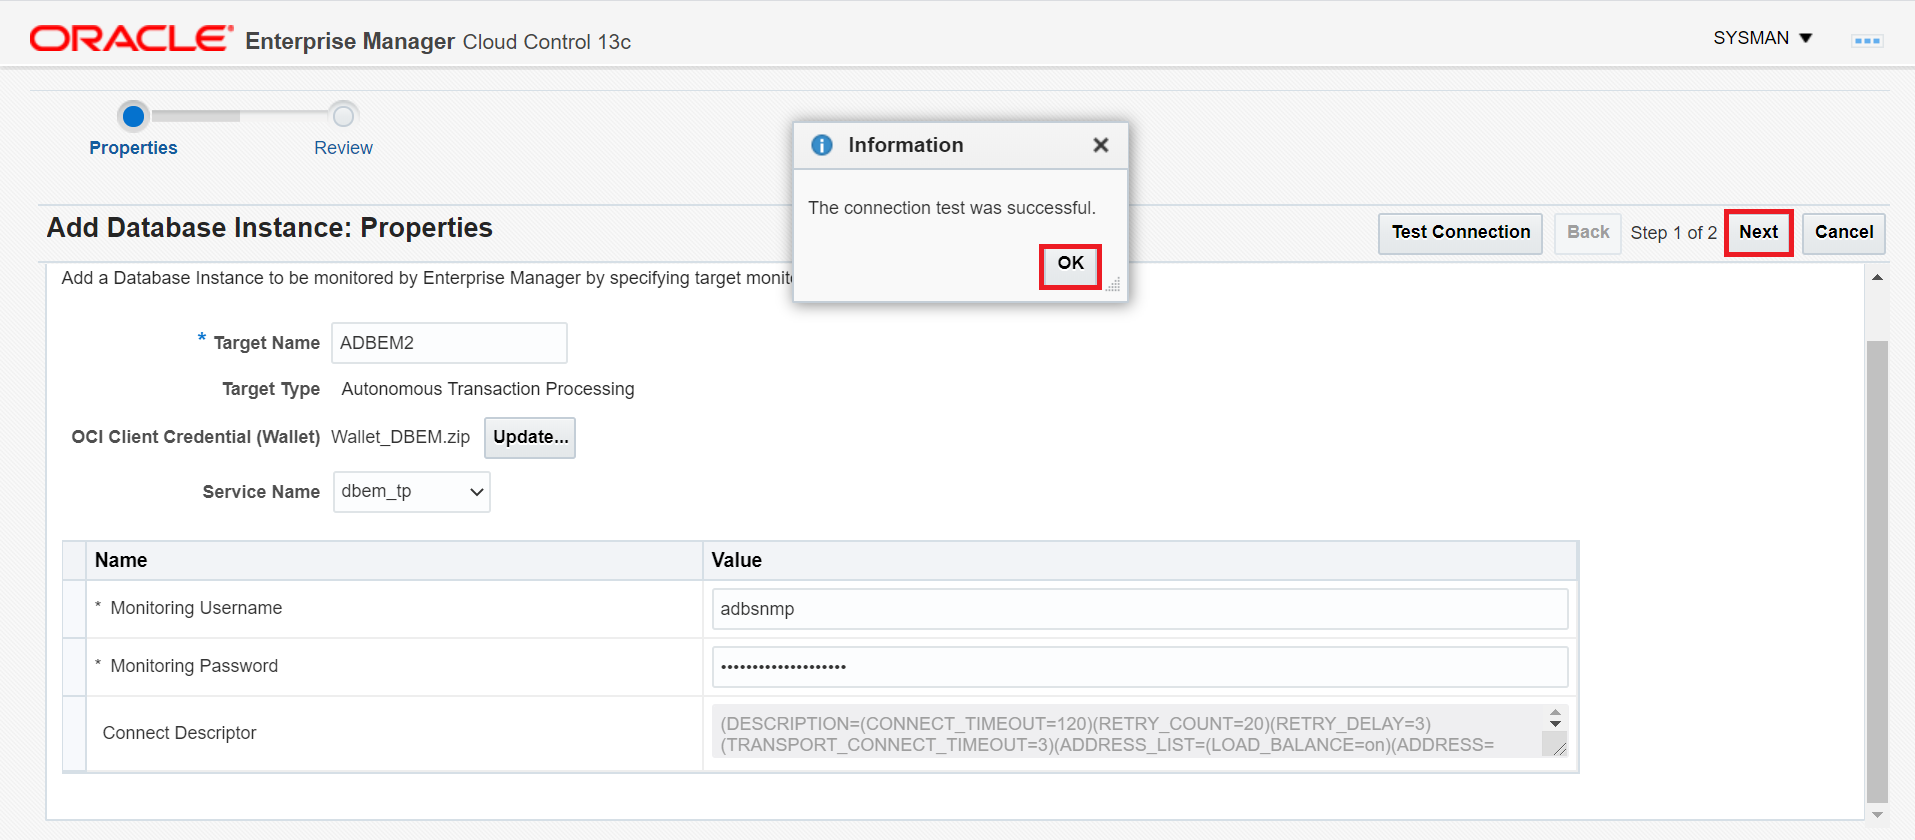 ORACLE Enterprise Manager Cloud Control 13c
SYSMAN
Properties
Review
Information
The connection test was successful.
OK
Add Database Instance: Properties
Test Connection
Back
Step 1 of 2
Next
Cancel
Add a Database Instance to be monitored by Enterprise Manager by specifying target
* Target Name ADBEM2
Target Type Autonomous Transaction Processing
OCI Client Credential (Wallet) Wallet_DBEM.zip Update...
Service Name dbem_tp
Name Value
* Monitoring Username adbsnmp
* Monitoring Password ••••••••••••••••••••
Connect Descriptor
(DESCRIPTION=(CONNECT_TIMEOUT=120)(RETRY_COUNT=20)(RETRY_DELAY=3)
(TRANSPORT_CONNECT_TIMEOUT=3)(ADDRESS_LIST=(LOAD_BALANCE=on)(ADDRESS=